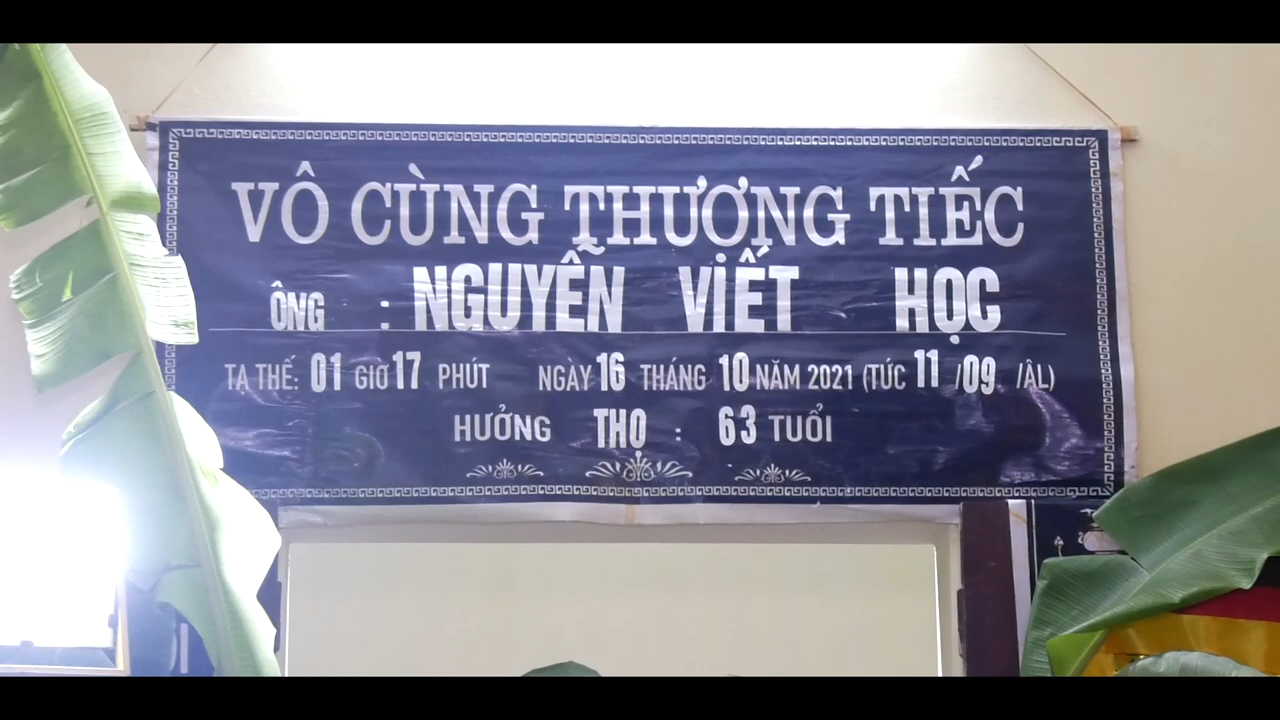 VÔ CÙNG THƯƠNG TIẾC
ÔNG : NGUYỄN VIẾT HỌC
TẠ THẾ: 01 GIỜ 17 PHÚT NGÀY 16 THÁNG 10 NĂM 2021 (TỨC 11 /09 /ÂL)
HƯỞNG THỌ : 63 TUỔI